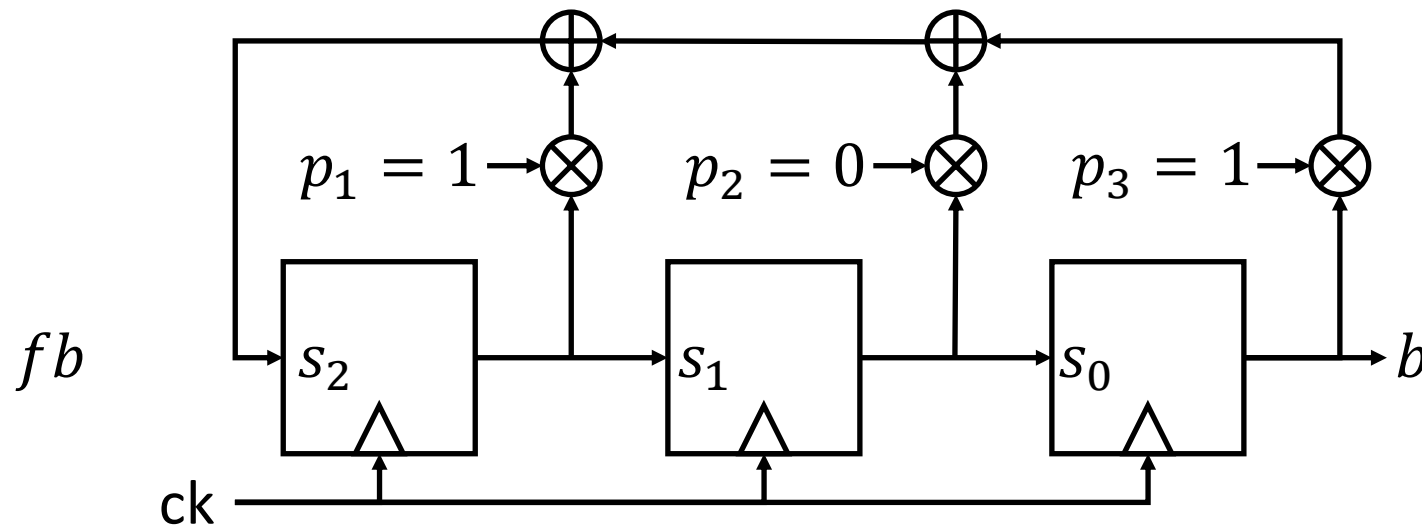 p₁ = 1
p₂ = 0
p₃ = 1
fb
s₂
s₁
s₀
b
ck